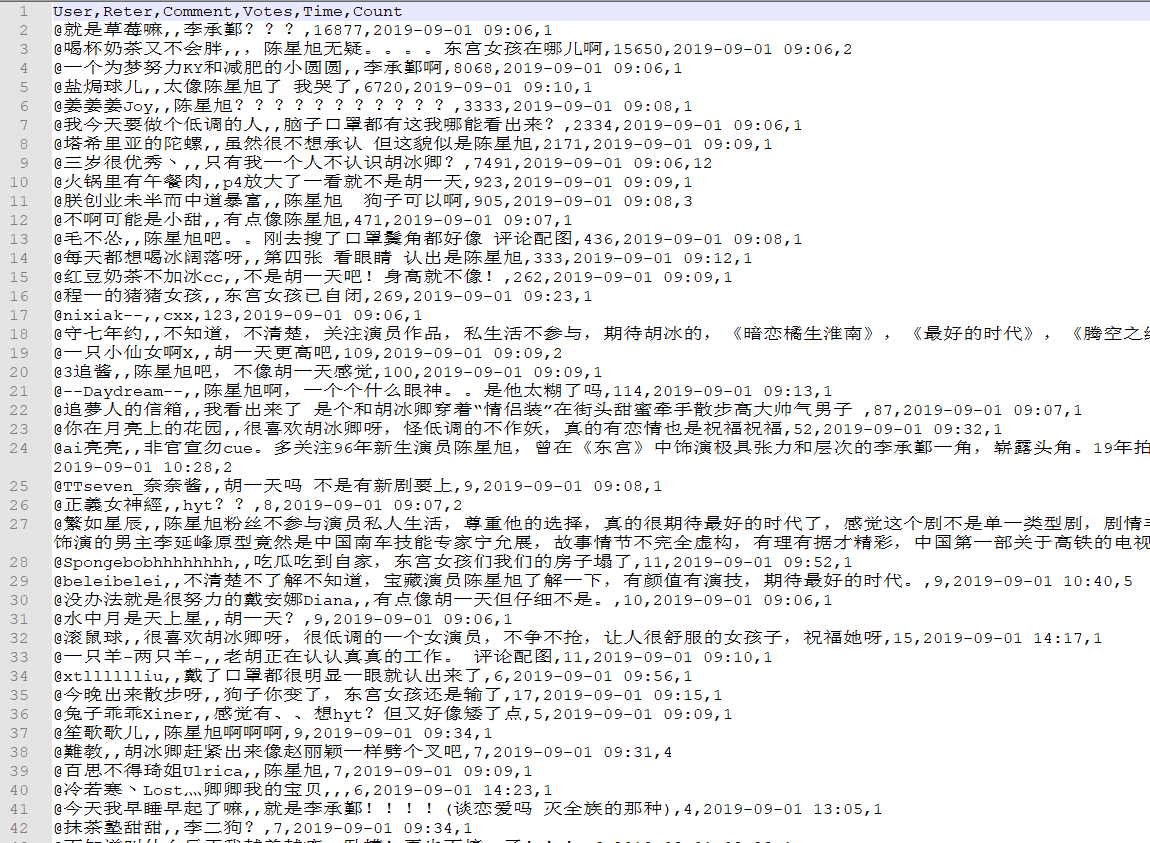 1 User,Reter,Comment,Votes,Time,Count
2 @就是草莓嘛,,李承鄞？？？,16877,2019-09-01 09:06,1
3 @喝杯奶茶又不会胖,,，陈星旭无疑。。。。东宫女孩在哪儿啊,15650,2019-09-01 09:06,2
4 @一个为梦努力KY和减肥的小圆圆,,李承鄞啊,8068,2019-09-01 09:06,1
5 @盐焗球儿,,太像陈星旭了 我哭了,6720,2019-09-01 09:10,1
6 @姜姜姜Joy,,陈星旭？？？？？？？？？？？,3333,2019-09-01 09:08,1
7 @我今天要做个低调的人,,脑子口罩都有这我哪能看出来？,2334,2019-09-01 09:06,1
8 @塔希里亚的陀螺,,虽然很不想承认 但这貌似是陈星旭,2171,2019-09-01 09:09,1
9 @三岁很优秀丶,,只有我一个人不认识胡冰卿？,7491,2019-09-01 09:06,12
10 @火锅里有午餐肉,,p4放大了一看就不是胡一天,923,2019-09-01 09:09,1
11 @朕创业未半而中道暴富,,陈星旭  狗子可以啊,905,2019-09-01 09:08,3
12 @不啊可能是小甜,,有点像陈星旭,471,2019-09-01 09:07,1
13 @毛不怂,,陈星旭吧。。刚去搜了口罩鬓角都好像 评论配图,436,2019-09-01 09:08,1
14 @每天都想喝冰阔落呀,,第四张 看眼睛 认出是陈星旭,333,2019-09-01 09:12,1
15 @红豆奶茶不加冰cc,,不是胡一天吧！身高就不像！,262,2019-09-01 09:09,1
16 @程一的猪猪女孩,,东宫女孩已自闭,269,2019-09-01 09:23,1
17 @nixiak--,,cxx,123,2019-09-01 09:06,1
18 @守七年约,,不知道，不清楚，关注演员作品，私生活不参与，期待胡冰的，《暗恋橘生淮南》，《最好的时代》，《腾空之
19 @一只小仙女啊X,,胡一天更高吧,109,2019-09-01 09:09,2
20 @3追酱,,陈星旭吧，不像胡一天感觉,100,2019-09-01 09:09,1
21 @--Daydream--,,陈星旭啊，一个个什么眼神。。是他太糊了吗,114,2019-09-01 09:13,1
22 @追夢人的信箱,,我看出来了 是个和胡冰卿穿着“情侣装”在街头甜蜜牵手散步高大帅气男子 ,87,2019-09-01 09:07,1
23 @你在月亮上的花园,,很喜欢胡冰卿呀，怪低调的不作妖，真的有恋情也是祝福祝福,52,2019-09-01 09:32,1
24 @ai亮亮,,非官宣勿cue。多关注96年新生演员陈星旭，曾在《东宫》中饰演极具张力和层次的李承鄞一角，崭露头角。19年拍
2019-09-01 10:28,2
25 @TTseven_奈奈酱,,胡一天吗 不是有新剧要上,9,2019-09-01 09:08,1
26 @正義女神經,,hyt？？,8,2019-09-01 09:07,2
27 @繁如星辰,,陈星旭粉丝不参与演员私人生活，尊重他的选择，真的很期待最好的时代了，感觉这个剧不是单一类型剧，剧情
饰演的男主李延峰原型竟然是中国南车技能专家宁允展，故事情节不完全虚构，有理有据才精彩，中国第一部关于高铁的电视
28 @Spongebobhhhhhhhh,,吃瓜吃到自家，东宫女孩们我们的房子塌了,11,2019-09-01 09:52,1
29 @beleibelei,,不清楚不了解不知道，宝藏演员陈星旭了解一下，有颜值有演技，期待最好的时代。,9,2019-09-01 10:40,5
30 @没办法就是很努力的戴安娜Diana,,有点像胡一天但仔细不是。,10,2019-09-01 09:06,1
31 @水中月是天上星,,胡一天？,9,2019-09-01 09:06,1
32 @滚鼠球,,很喜欢胡冰卿呀，很低调的一个女演员，不争不抢，让人很舒服的女孩子，祝福她呀,15,2019-09-01 14:17,1
33 @一只羊-两只羊-,,老胡正在认认真真的工作。 评论配图,11,2019-09-01 09:10,1
34 @xtlllllliu,,戴了口罩都很明显一眼就认出来了,6,2019-09-01 09:56,1
35 @今晚出来散步呀,,狗子你变了，东宫女孩还是输了,17,2019-09-01 09:15,1
36 @兔子乖乖Xiner,,感觉有、、想hyt？但又好像矮了点,5,2019-09-01 09:09,1
37 @笙歌歌儿,,陈星旭啊啊啊,9,2019-09-01 09:34,1
38 @難教,,胡冰卿赶紧出来像赵丽颖一样劈个叉吧,7,2019-09-01 09:31,4
39 @百思不得琦姐Ulrica,,陈星旭,7,2019-09-01 09:09,1
40 @冷若寒丶Lost灬卿卿我的宝贝,,,6,2019-09-01 14:23,1
41 @今天我早睡早起了嘛,,就是李承鄞！！！！(谈恋爱吗 灭全族的那种),4,2019-09-01 13:05,1
42 @抹茶塾甜甜,,李二狗？,7,2019-09-01 09:34,1